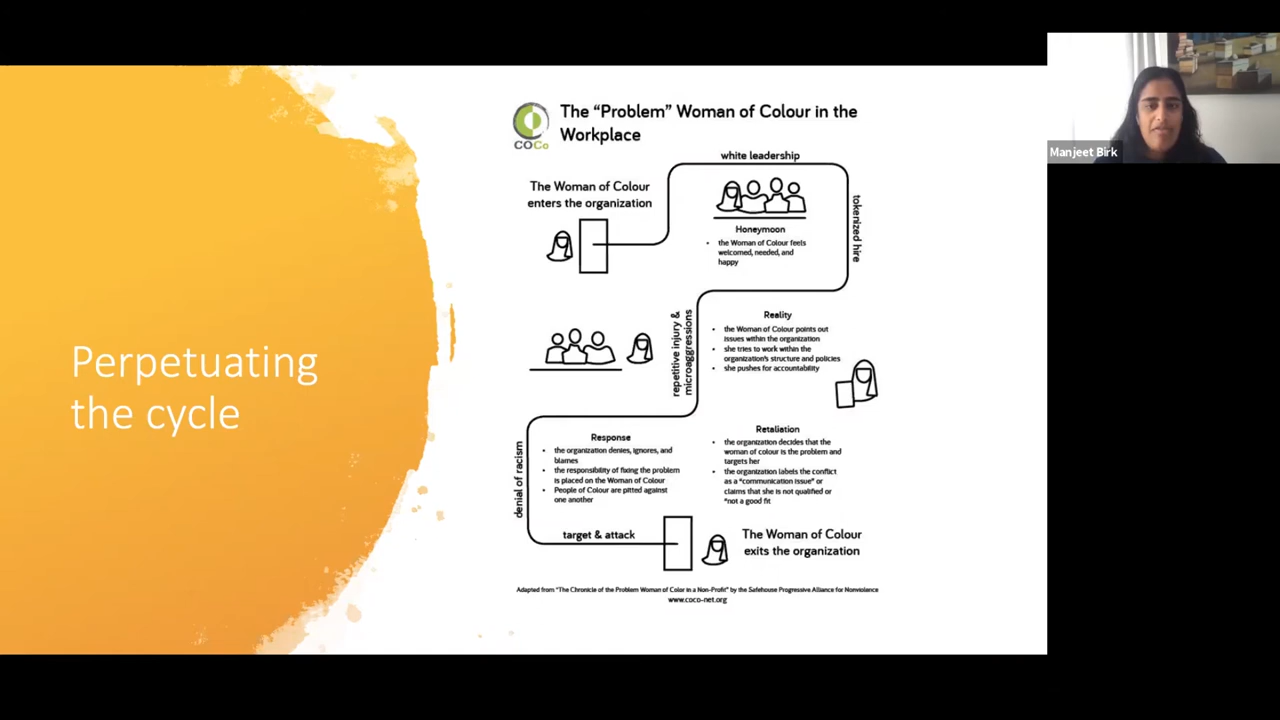 Perpetuating
the cycle
COCo
The "Problem" Woman of Colour in the
Workplace
The Woman of Colour
enters the organization
white leadership
Honeymoon
• the Woman of Colour feels
welcomed, needed, and
happy
tokenized hire
Reality
• the Woman of Colour points out
issues within the organization
• she tries to work within the
organization's structure and policies
• she pushes for accountability
repetitive injury &
microaggressions
Response
• the organization denies, ignores, and
blames
• the responsibility of fixing the problem
is placed on the Woman of Colour
• People of Colour are pitted against
one another
denial of racism
Retaliation
• the organization decides that the
woman of colour is the problem and
targets her
• the organization labels the conflict
as a "communication issue" or
claims that she is not qualified or
"not a good fit
target & attack
The Woman of Colour
exits the organization
Adapted from "The Chronicle of the Problem Woman of Color in a Non-Profit" by the Safehouse Progressive Alliance for Nonviolence
www.coco-net.org
Manjeet Birk